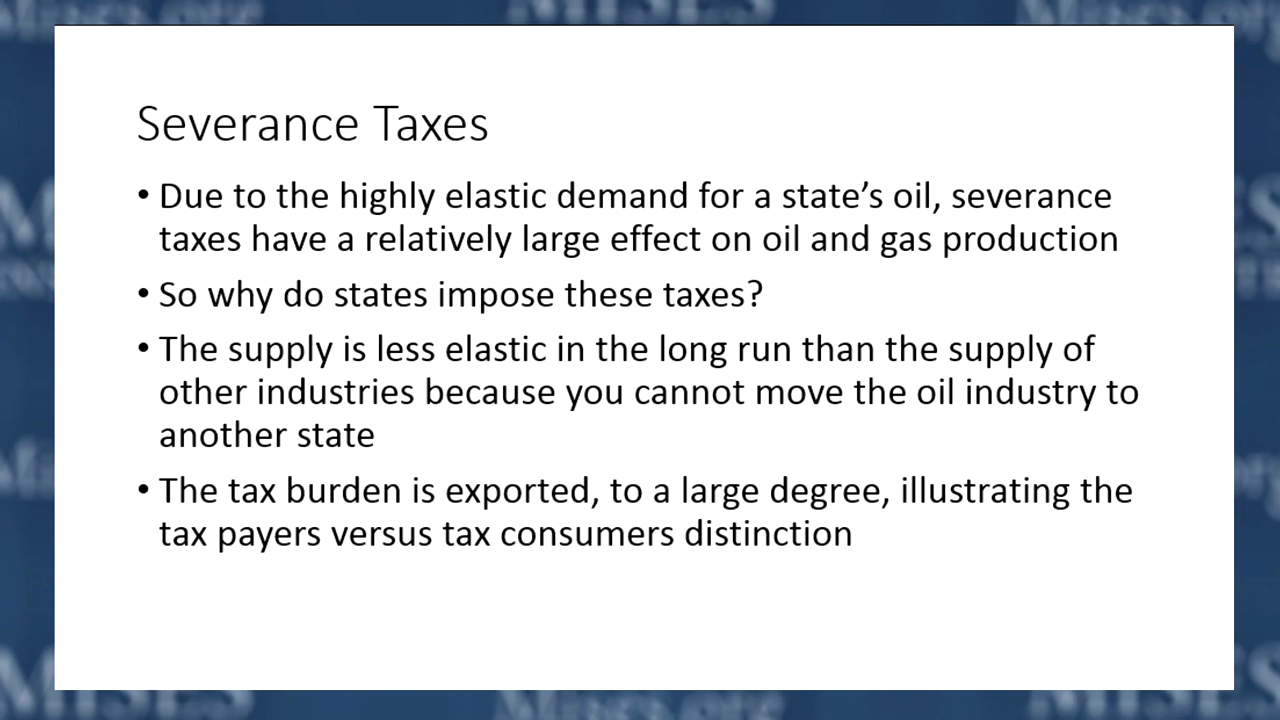 Severance Taxes
• Due to the highly elastic demand for a state’s oil, severance
taxes have a relatively large effect on oil and gas production
• So why do states impose these taxes?
• The supply is less elastic in the long run than the supply of
other industries because you cannot move the oil industry to
another state
• The tax burden is exported, to a large degree, illustrating the
tax payers versus tax consumers distinction
Mises.org